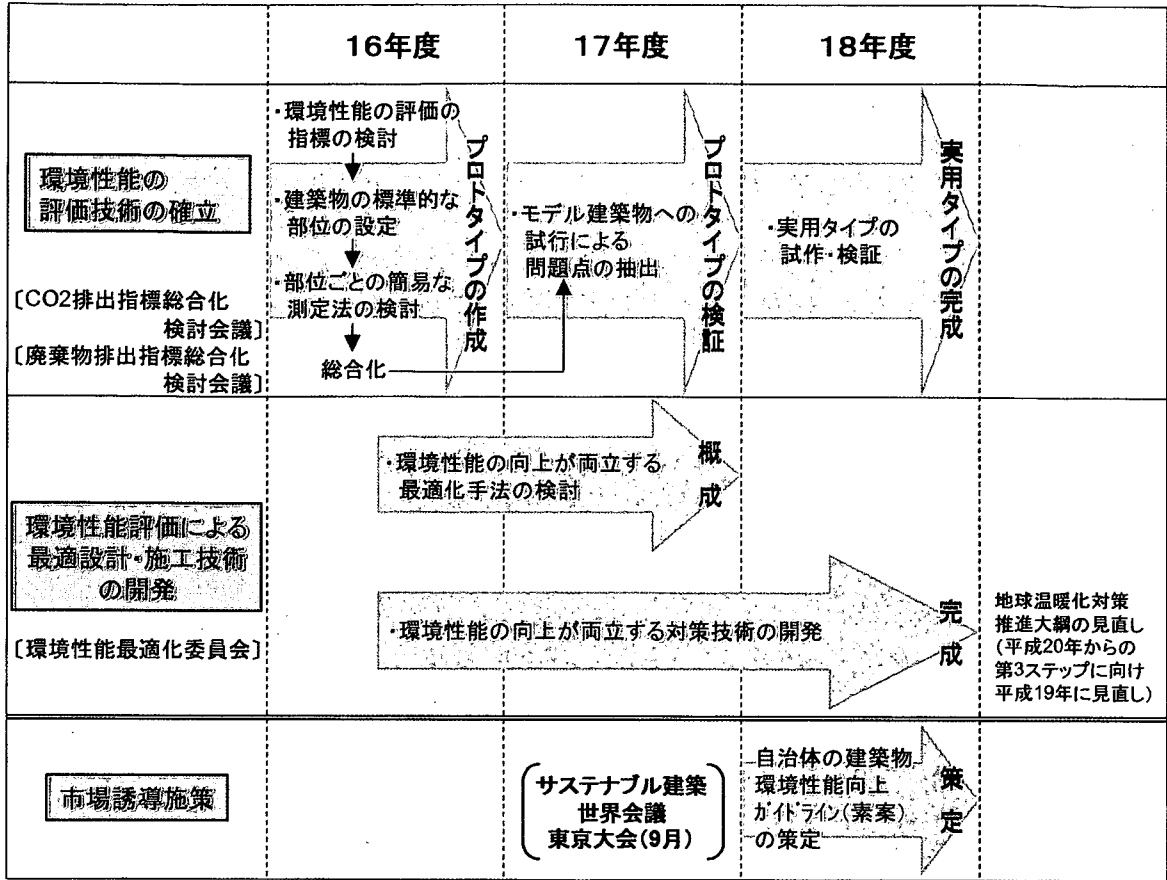 16年度
17年度
18年度
環境性能の
評価技術の確立
〔CO2排出指標総合化
検討会議〕
〔廃棄物排出指標総合化
検討会議〕
・環境性能の評価の
指標の検討
・建築物の標準的な
部位の設定
・部位ごとの簡易な
測定法の検討
総合化
プロトタイプの作成
・モデル建築物への
試行による
問題点の抽出
プロトタイプの検証
・実用タイプの
試作・検証
実用タイプの完成
環境性能評価による
最適設計・施工技術
の開発
〔環境性能最適化委員会〕
・環境性能の向上が両立する
最適化手法の検討
概成
・環境性能の向上が両立する対策技術の開発
完成
地球温暖化対策
推進大綱の見直し
(平成20年からの
第3ステップに向け
平成19年に見直し)
市場誘導施策
サステナブル建築
世界会議
東京大会(9月)
自治体の建築物
環境性能向上
ガイドライン(素案)
の策定
策定